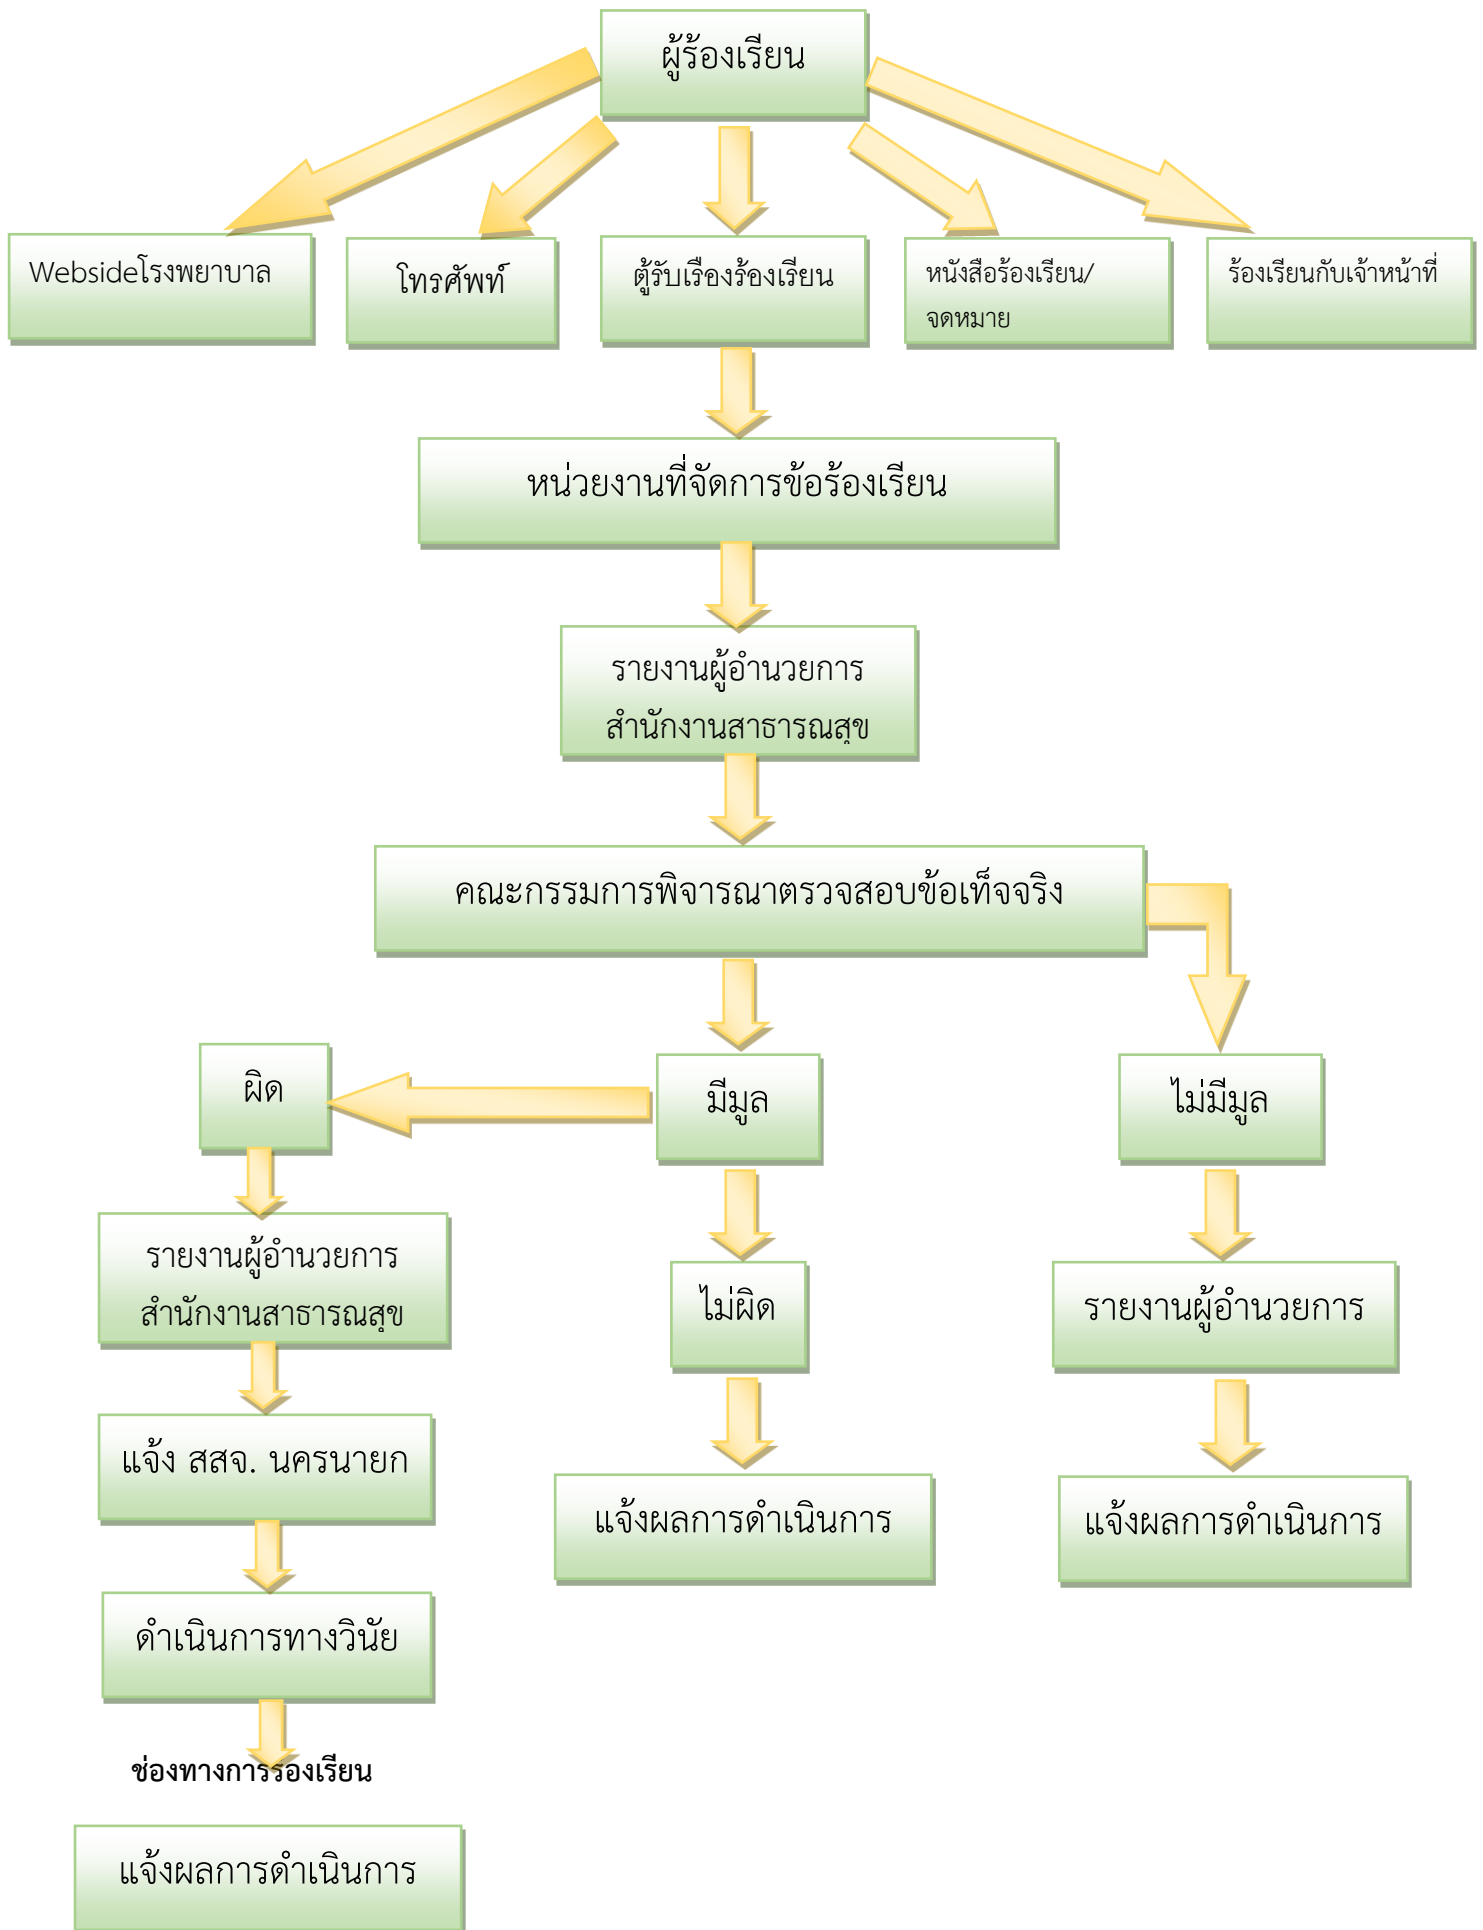 ผู้ร้องเรียน
Websideโรงพยาบาล
โทรศัพท์
ตู้รับเรื่องร้องเรียน
หนังสือร้องเรียน/
จดหมาย
ร้องเรียนกับเจ้าหน้าที่
หน่วยงานที่จัดการข้อร้องเรียน
รายงานผู้อำนวยการ
สำนักงานสาธารณสุข
คณะกรรมการพิจารณาตรวจสอบข้อเท็จจริง
ผิด
มีมูล
ไม่มีมูล
รายงานผู้อำนวยการ
สำนักงานสาธารณสุข
ไม่ผิด
รายงานผู้อำนวยการ
แจ้ง สสจ. นครนายก
แจ้งผลการดำเนินการ
แจ้งผลการดำเนินการ
ดำเนินการทางวินัย
ช่องทางการร้องเรียน
แจ้งผลการดำเนินการ